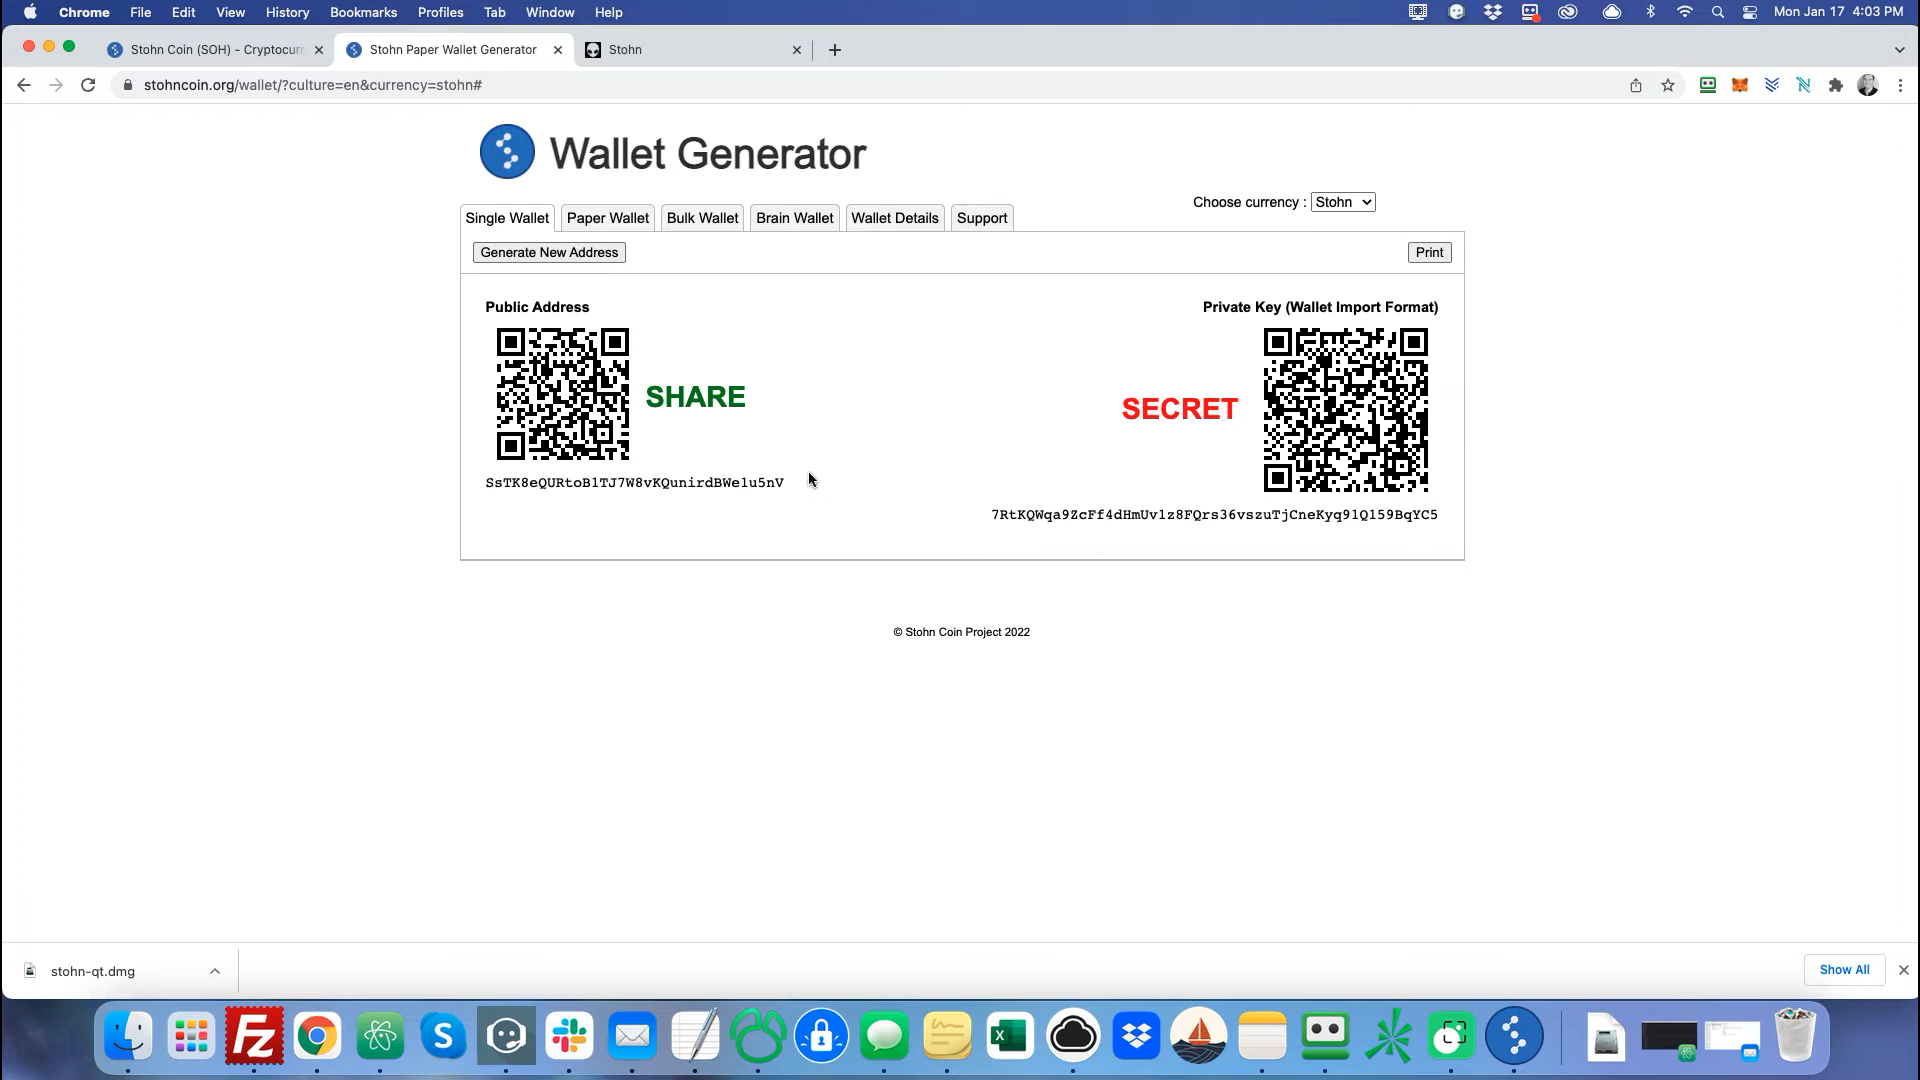 Chrome File Edit View History Bookmarks Profiles Tab Window Help Mon Jan 17 4:03 PM
Stohn Coin (SOH) - Cryptocurr Stohn Paper Wallet Generator Stohn
stohncoin.org/wallet/?culture=en&currency=stohn#
Wallet Generator
Choose currency : Stohn
Single Wallet Paper Wallet Bulk Wallet Brain Wallet Wallet Details Support
Generate New Address Print
Public Address Private Key (Wallet Import Format)
SHARE SECRET
SsTK8eQURtoB1TJ7W8vKQunirdBWe1u5nV
7RtKQWqa9ZcFf4dHmUv1z8FQrs36vszuTjCneKyq91Q159BqYC5
© Stohn Coin Project 2022
stohn-qt.dmg Show All